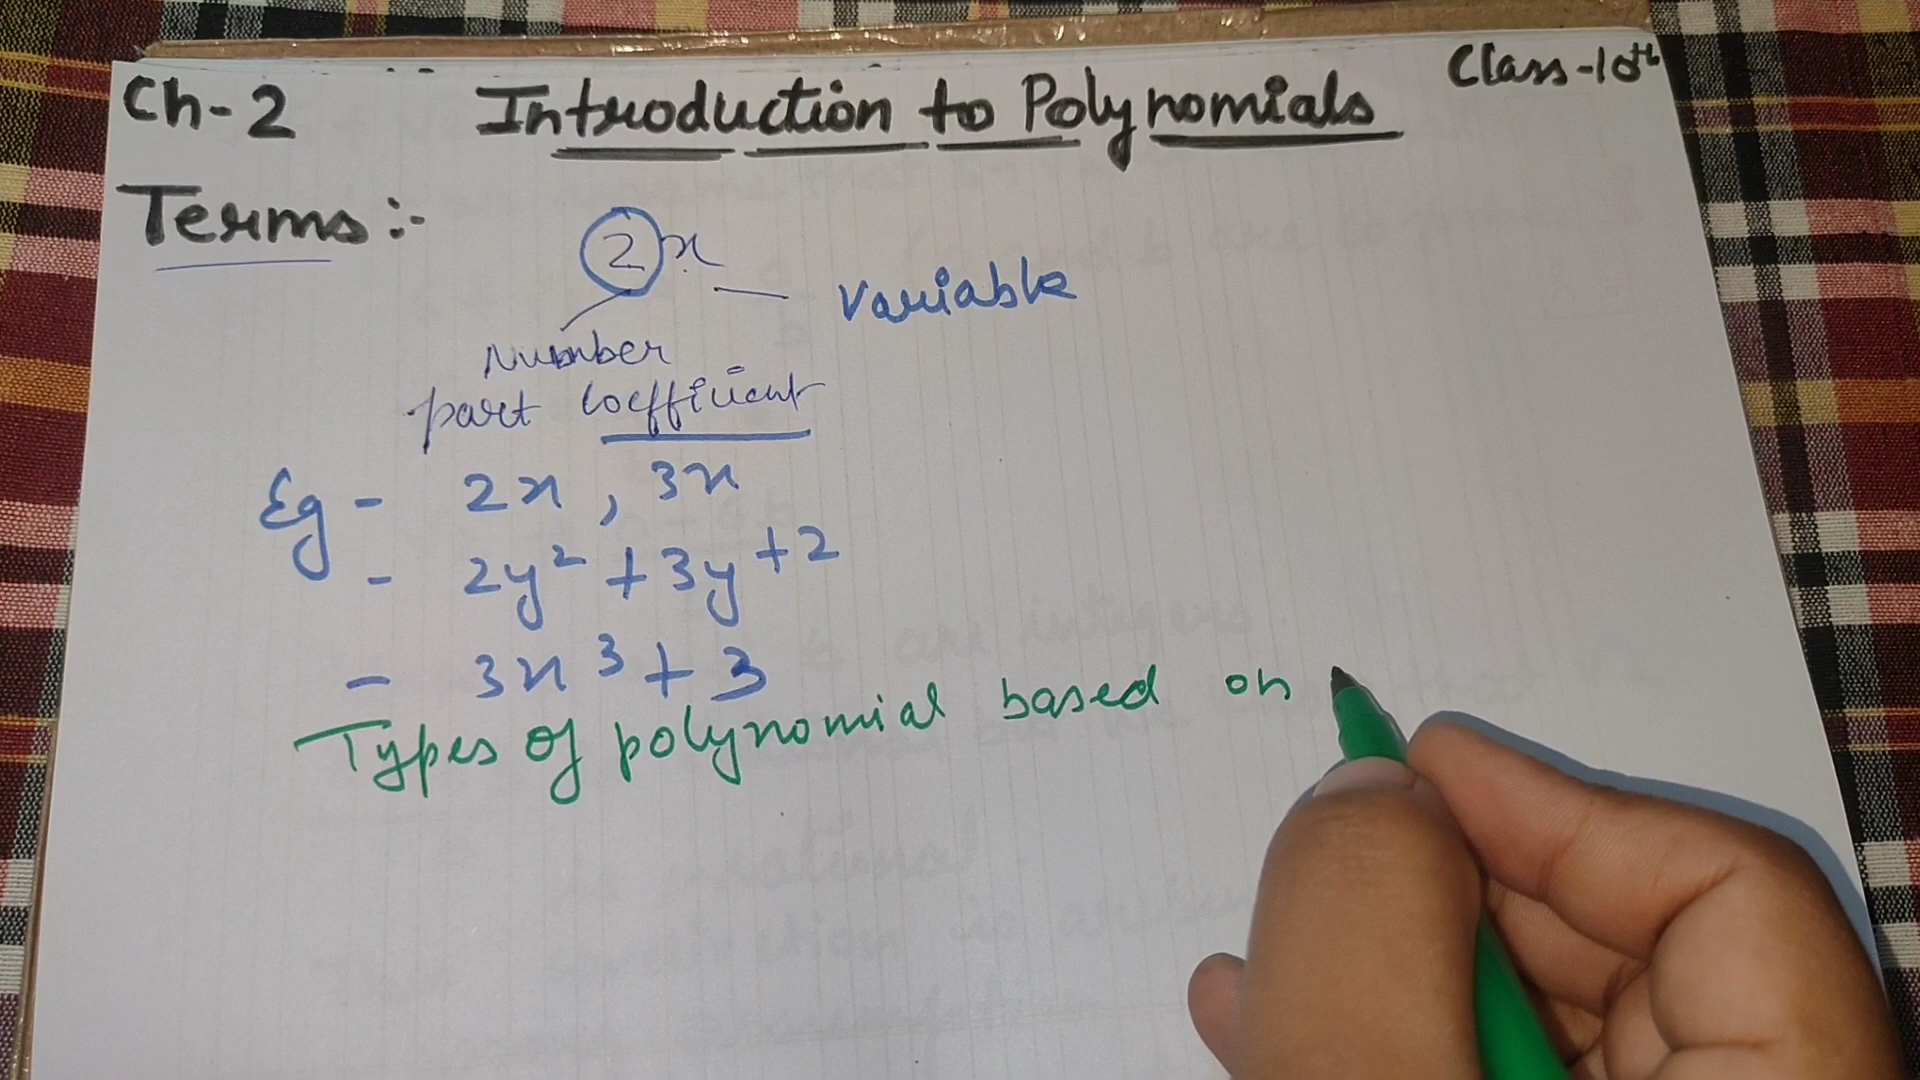 Ch-2 Introduction to Polynomials Class-10th
Terms :-
2x
Variable
Number
part coefficient
Eg - 2x , 3x
- 2y² + 3y + 2
- 3x³ + 3
Types of polynomial based on